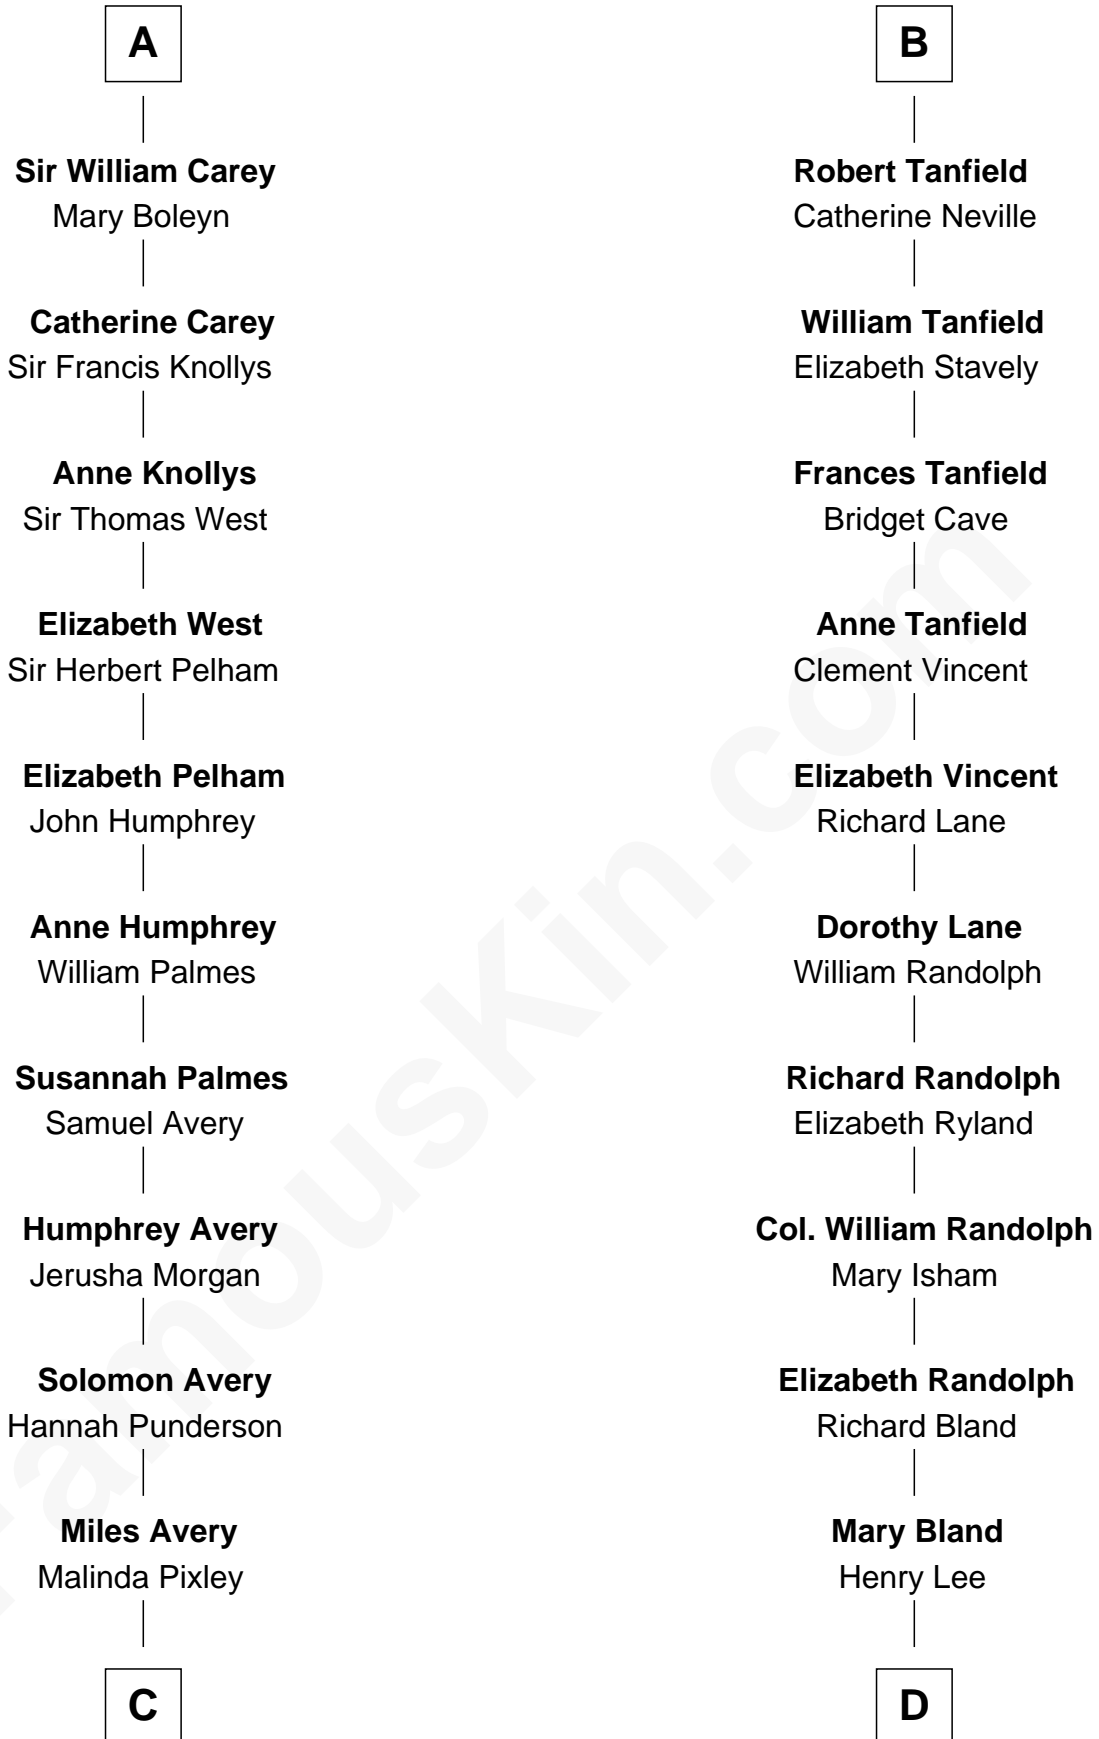 A
Sir William Carey
Mary Boleyn
Catherine Carey
Sir Francis Knollys
Anne Knollys
Sir Thomas West
Elizabeth West
Sir Herbert Pelham
Elizabeth Pelham
John Humphrey
Anne Humphrey
William Palmes
Susannah Palmes
Samuel Avery
Humphrey Avery
Jerusha Morgan
Solomon Avery
Hannah Punderson
Miles Avery
Malinda Pixley
C
B
Robert Tanfield
Catherine Neville
William Tanfield
Elizabeth Stavely
Frances Tanfield
Bridget Cave
Anne Tanfield
Clement Vincent
Elizabeth Vincent
Richard Lane
Dorothy Lane
William Randolph
Richard Randolph
Elizabeth Ryland
Col. William Randolph
Mary Isham
Elizabeth Randolph
Richard Bland
Mary Bland
Henry Lee
D
FamousKin.com